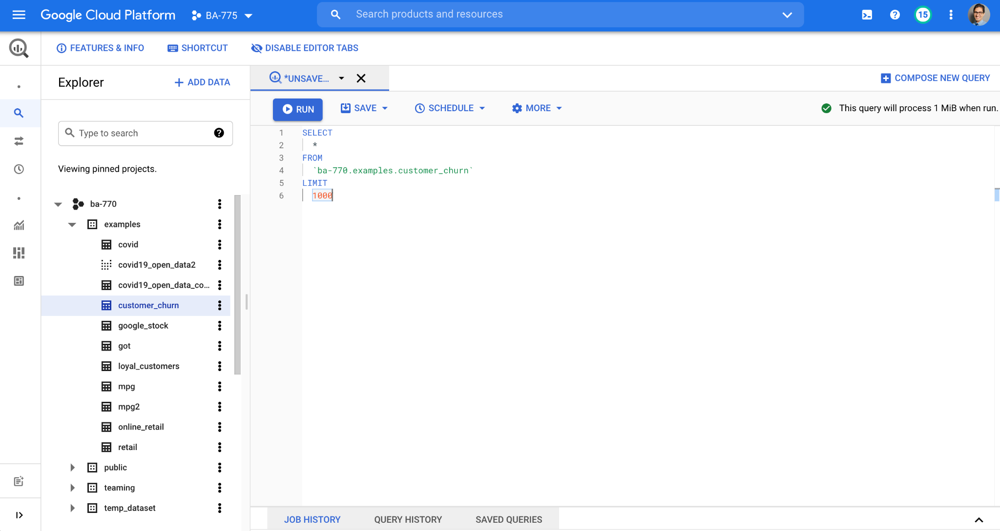 Google Cloud Platform
BA-775
Search products and resources
15
FEATURES & INFO
SHORTCUT
DISABLE EDITOR TABS
Explorer
ADD DATA
*UNSAVE...
COMPOSE NEW QUERY
RUN
SAVE
SCHEDULE
MORE
This query will process 1 MiB when run.
Type to search
Viewing pinned projects.
ba-770
examples
covid
covid19_open_data2
covid19_open_data_co...
customer_churn
google_stock
got
loyal_customers
mpg
mpg2
online_retail
retail
public
teaming
temp_dataset
1 SELECT
2 *
3 FROM
4 `ba-770.examples.customer_churn`
5 LIMIT
6 1000
JOB HISTORY
QUERY HISTORY
SAVED QUERIES